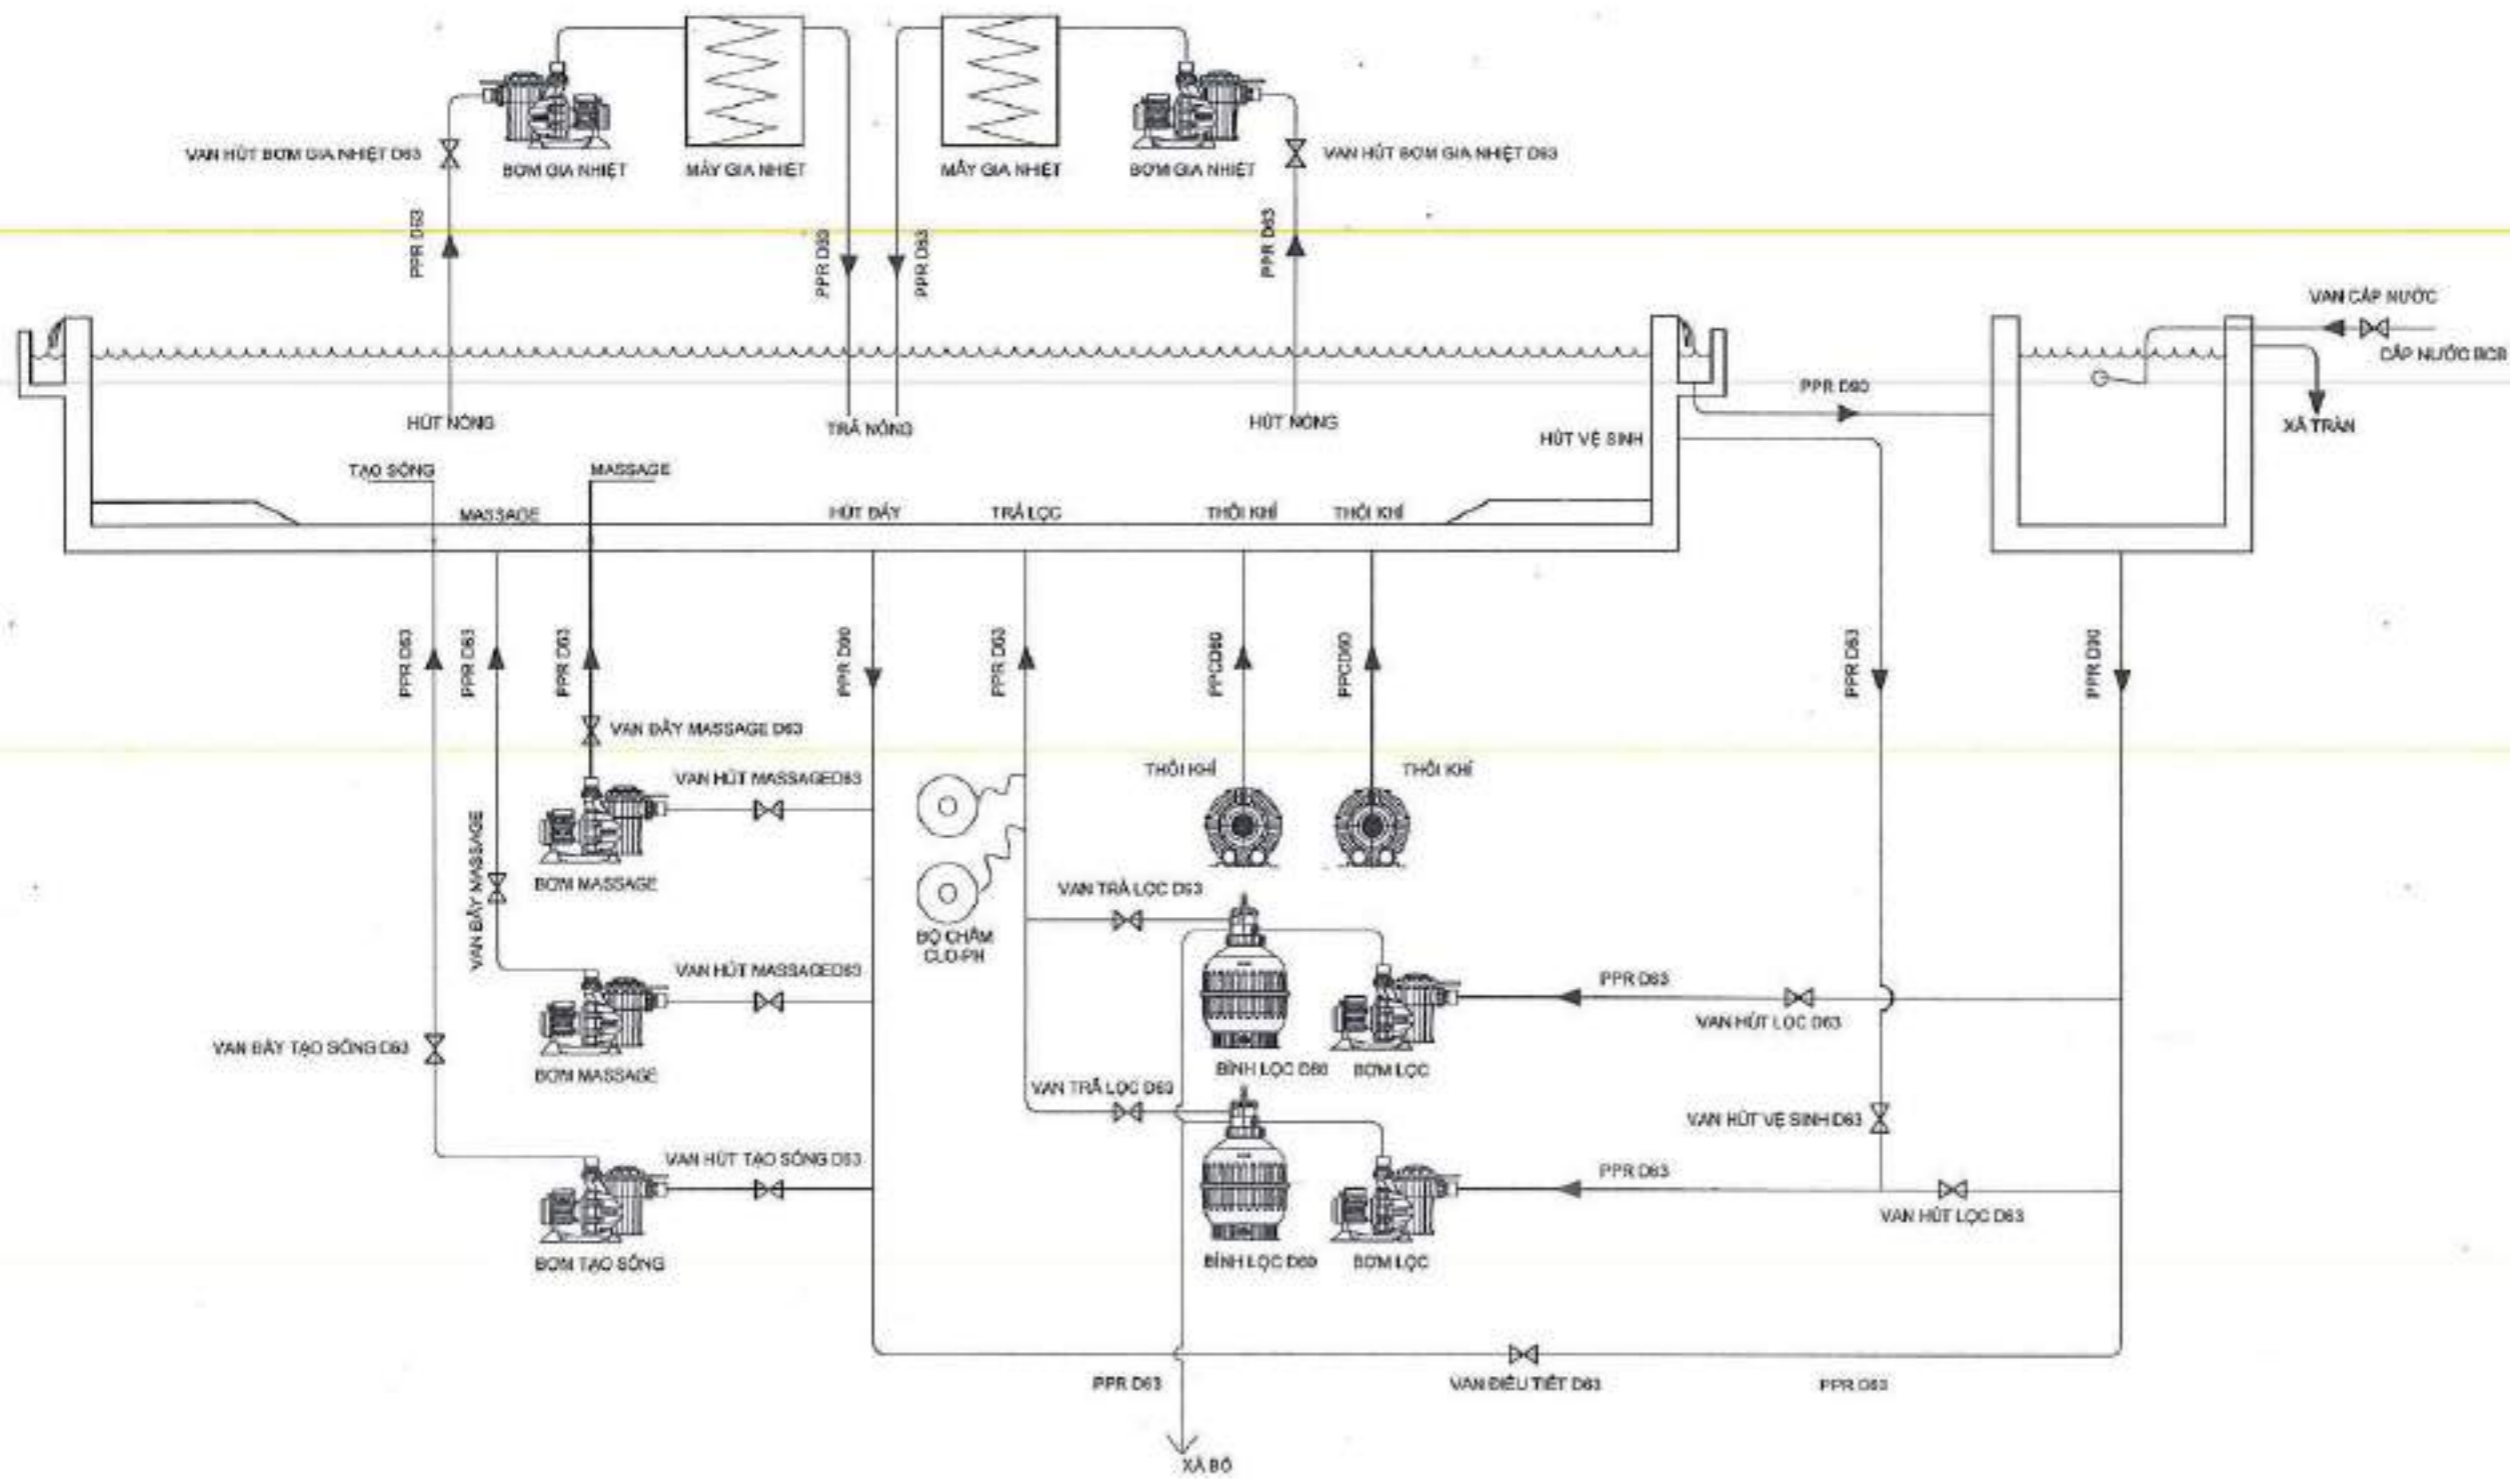 VAN HÚT BƠM GIA NHIỆT D63
BƠM GIA NHIỆT
MÁY GIA NHIỆT
MÁY GIA NHIỆT
BƠM GIA NHIỆT
VAN HÚT BƠM GIA NHIỆT D63
PPR D63
PPR D63
PPR D63
PPR D63
VAN CẤP NƯỚC
CẤP NƯỚC BCB
PPR D90
XẢ TRÀN
HÚT NÓNG
TRẢ NÓNG
HÚT NÓNG
HÚT VỆ SINH
TẠO SÓNG
MASSAGE
MASSAGE
HÚT ĐÁY
TRẢ LỌC
THỔI KHÍ
THỔI KHÍ
PPR D63
PPR D63
PPR D63
PPR D90
PPR D63
PPCD60
PPCD60
PPR D63
PPR D90
VAN ĐẨY MASSAGE D63
VAN HÚT MASSAGED63
THỔI KHÍ
THỔI KHÍ
VAN ĐẨY MASSAGE
BƠM MASSAGE
VAN TRẢ LỌC D63
BỘ CHÂM
CLO-PH
VAN HÚT MASSAGED63
PPR D63
VAN HÚT LỌC D63
VAN ĐẨY TẠO SÓNG D63
BƠM MASSAGE
BÌNH LỌC
BƠM LỌC
VAN TRẢ LỌC D63
VAN HÚT VỆ SINH D63
VAN HÚT TẠO SÓNG D63
PPR D63
VAN HÚT LỌC D63
BƠM TẠO SÓNG
BÌNH LỌC
BƠM LỌC
PPR D63
VAN ĐIỀU TIẾT D63
PPR D63
XẢ BỎ